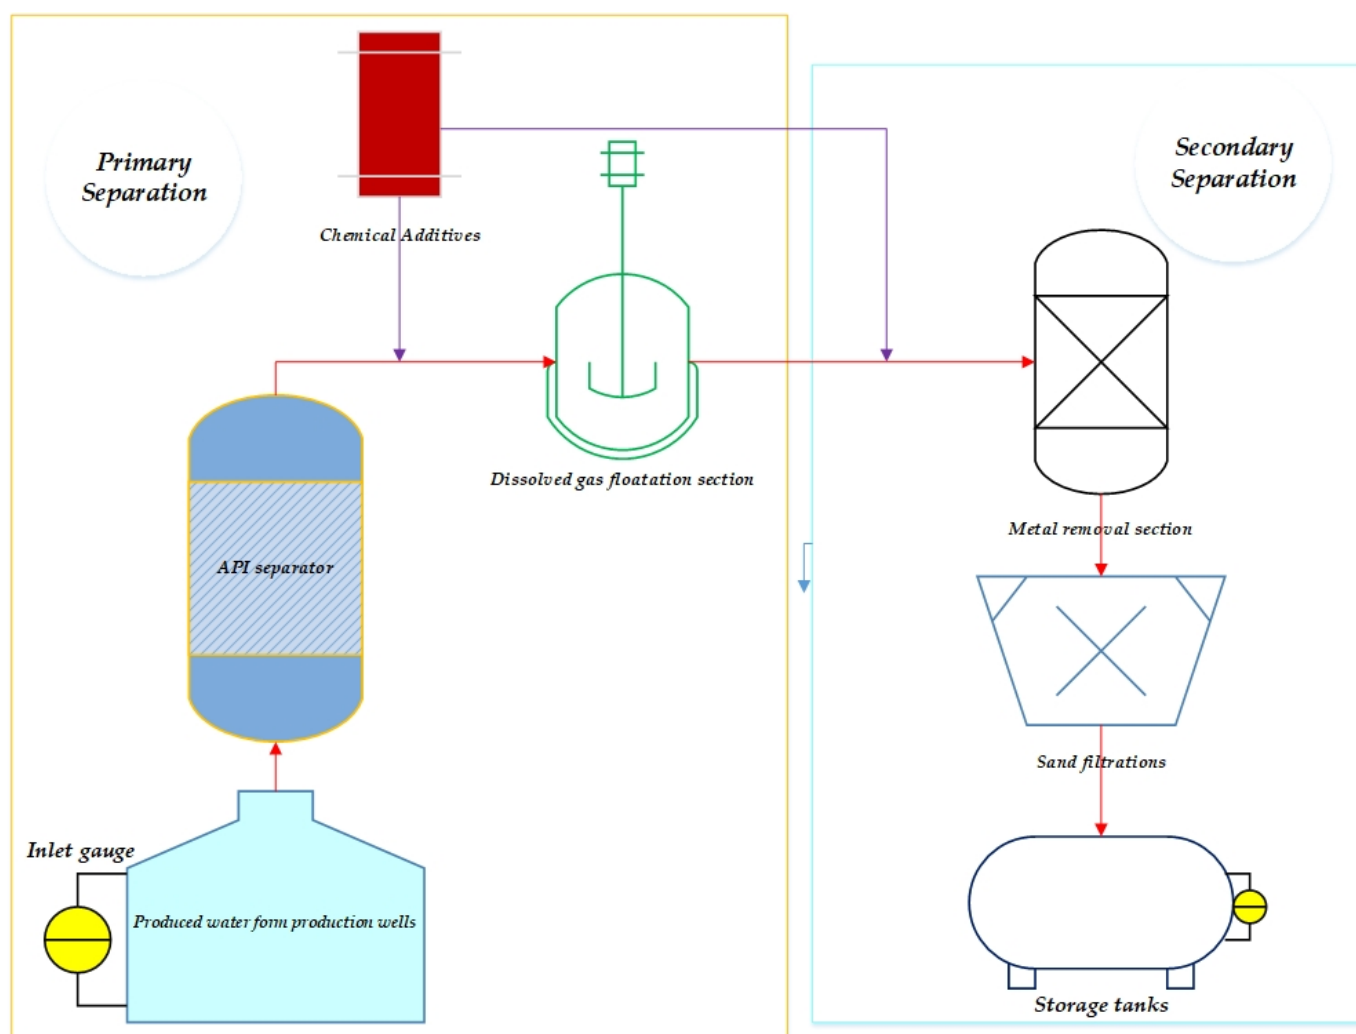 Primary
Separation
Secondary
Separation
Chemical Additives
Dissolved gas floatation section
Metal removal section
API separator
Sand filtrations
Inlet gauge
Produced water form production wells
Storage tanks